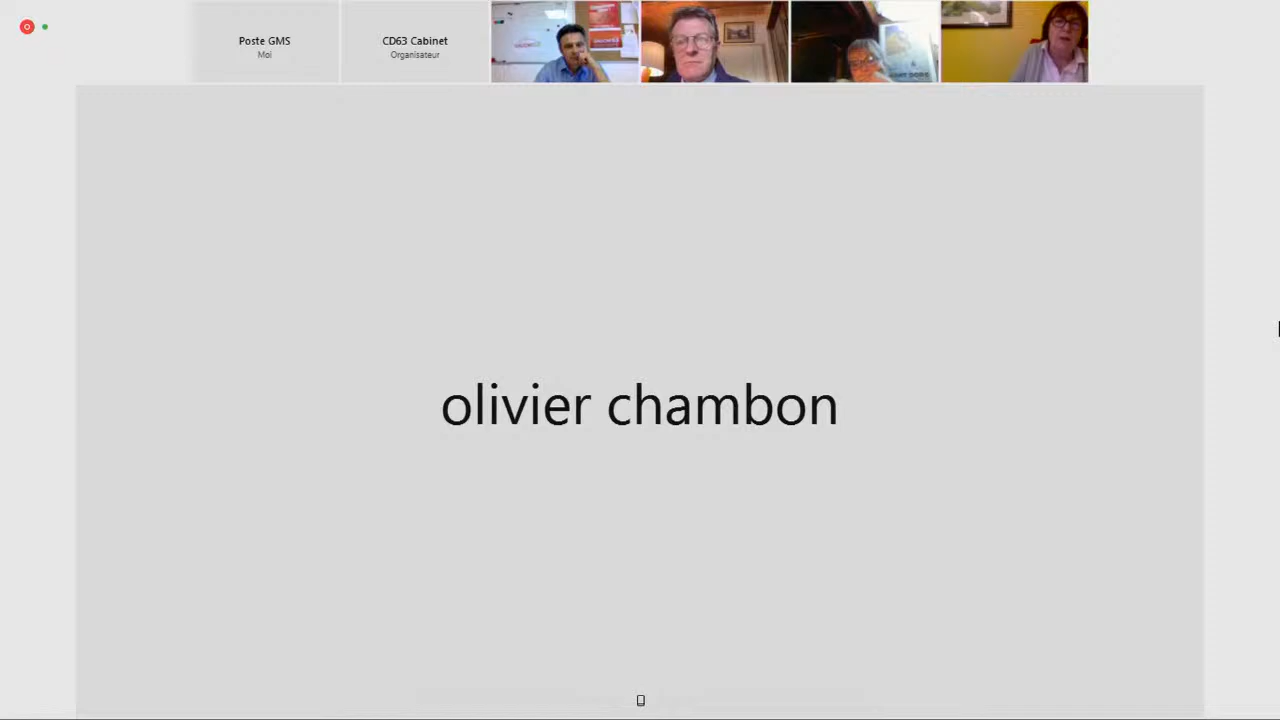 Poste GMS
Moi
CD63 Cabinet
Organisateur
olivier chambon